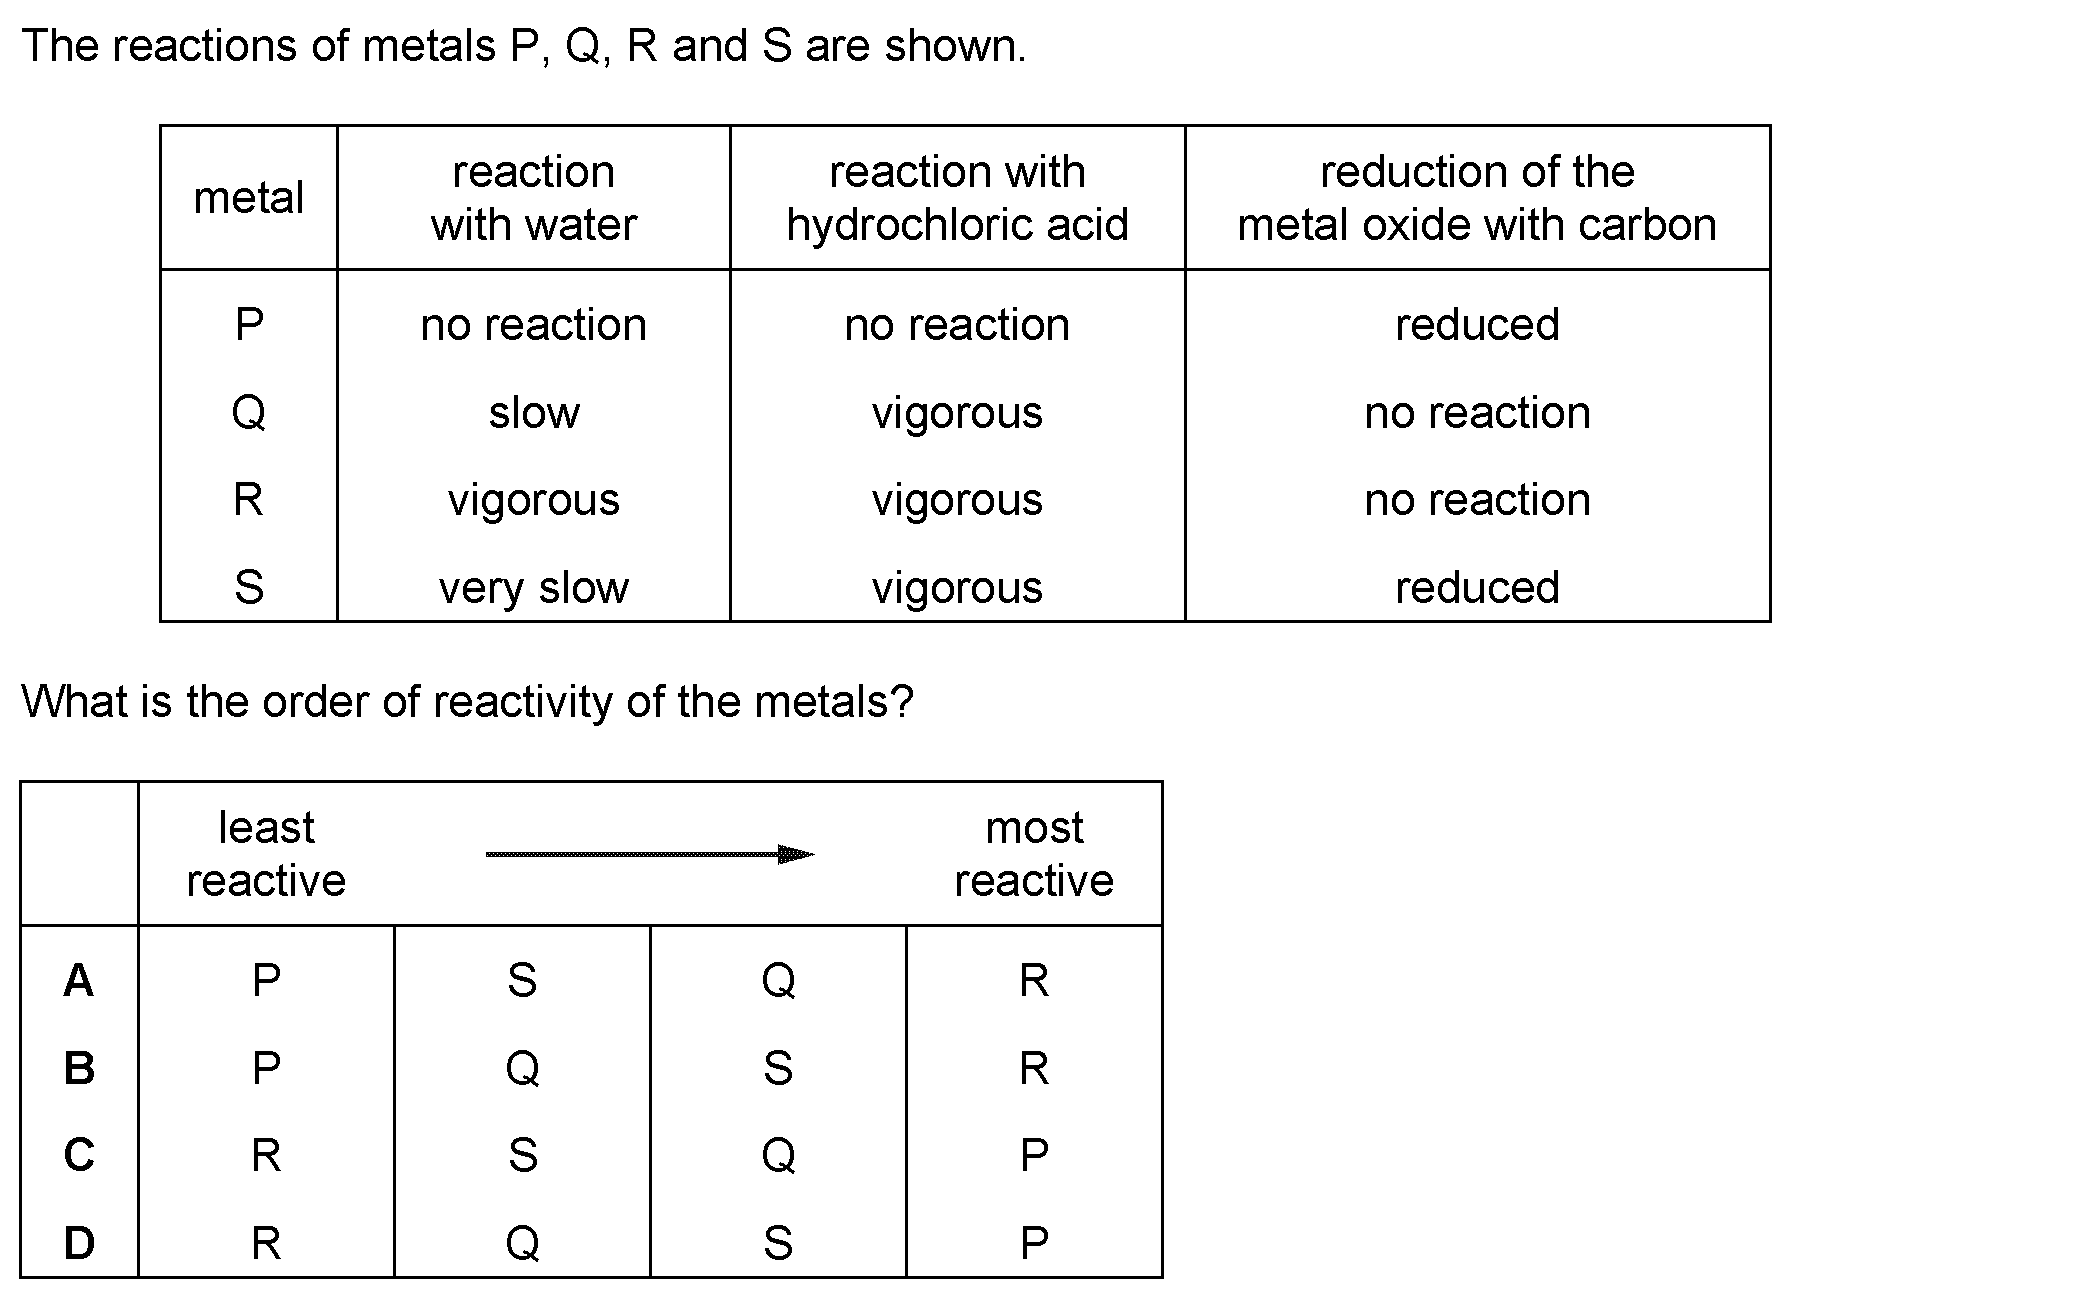 The reactions of metals P, Q, R and S are shown.
metal reaction with water reaction with hydrochloric acid reduction of the metal oxide with carbon
P no reaction no reaction reduced
Q slow vigorous no reaction
R vigorous vigorous no reaction
S very slow vigorous reduced
What is the order of reactivity of the metals?
least reactive most reactive
A P S Q R
B P Q S R
C R S Q P
D R Q S P